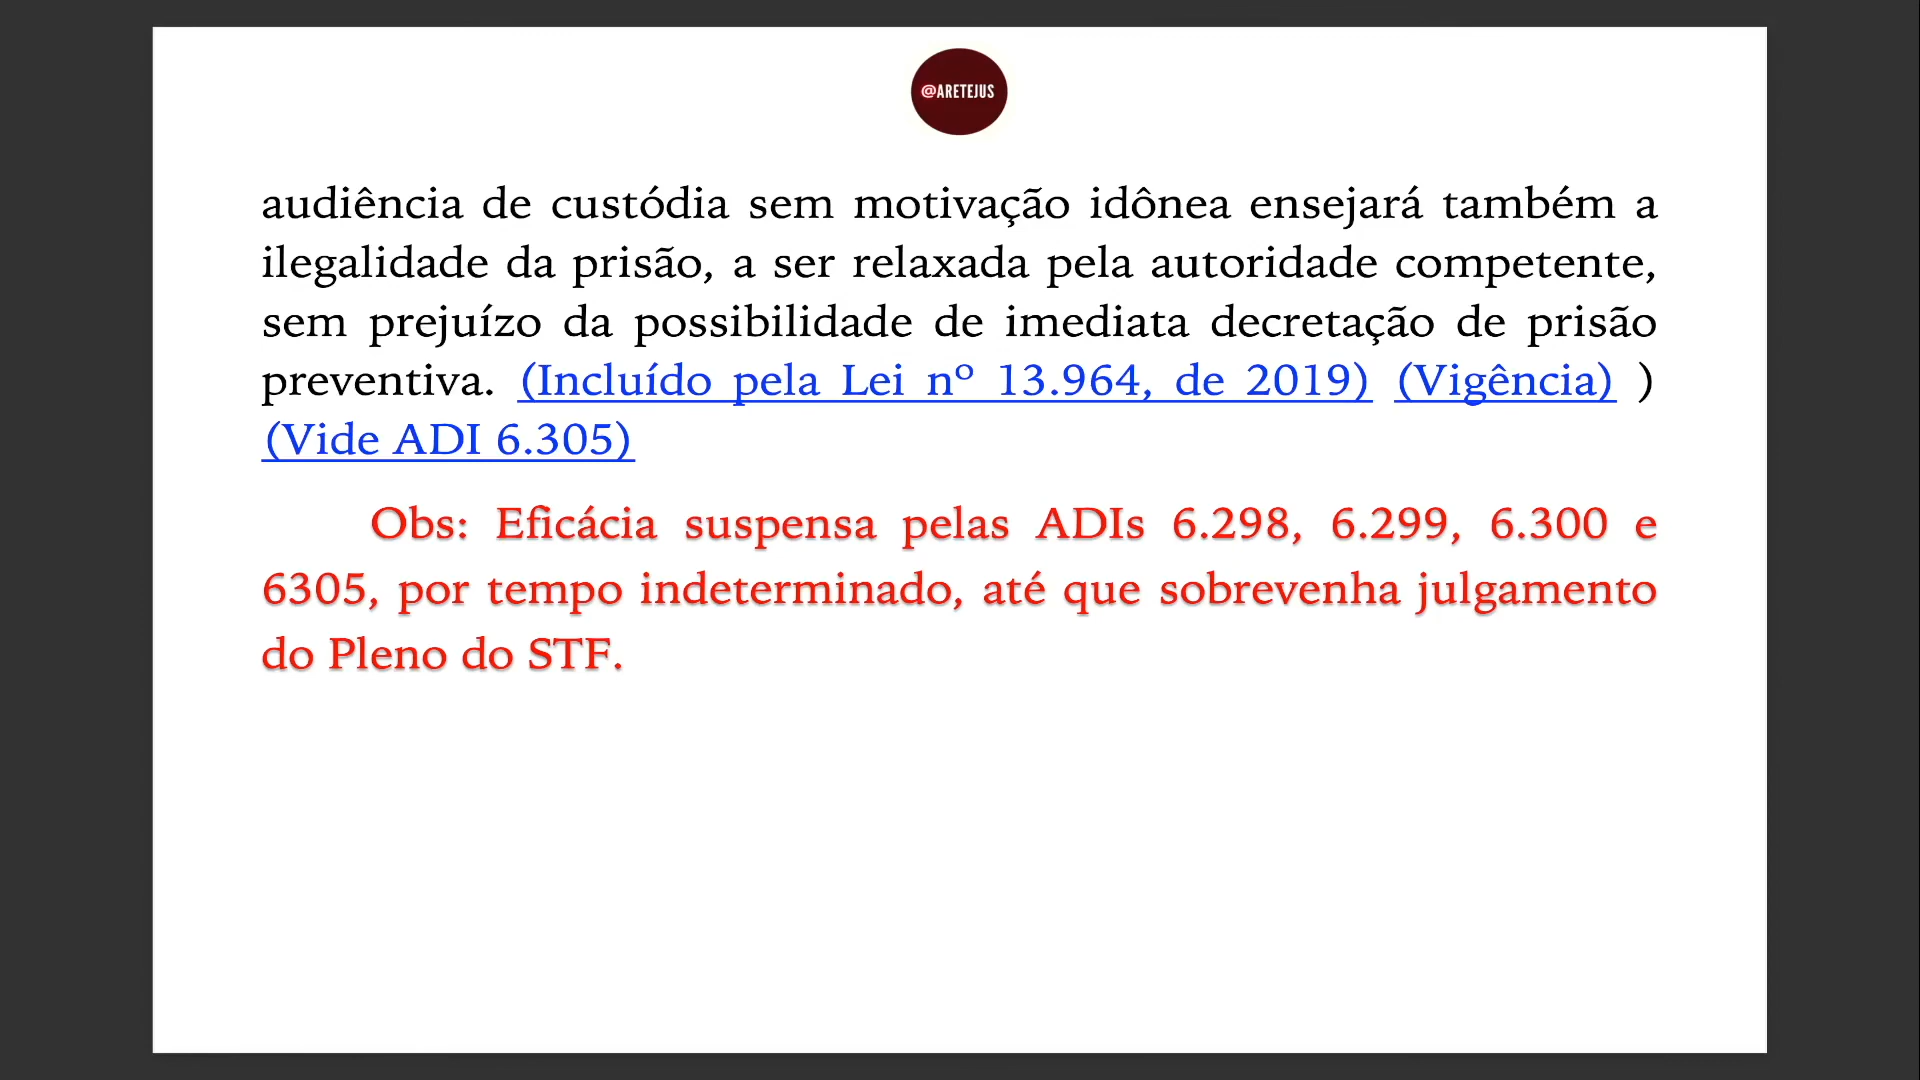 @ARETEJUS
audiência de custódia sem motivação idônea ensejará também a
ilegalidade da prisão, a ser relaxada pela autoridade competente,
sem prejuízo da possibilidade de imediata decretação de prisão
preventiva. (Incluído pela Lei nº 13.964, de 2019) (Vigência) )
(Vide ADI 6.305)
Obs: Eficácia suspensa pelas ADIs 6.298, 6.299, 6.300 e
6305, por tempo indeterminado, até que sobrevenha julgamento
do Pleno do STF.